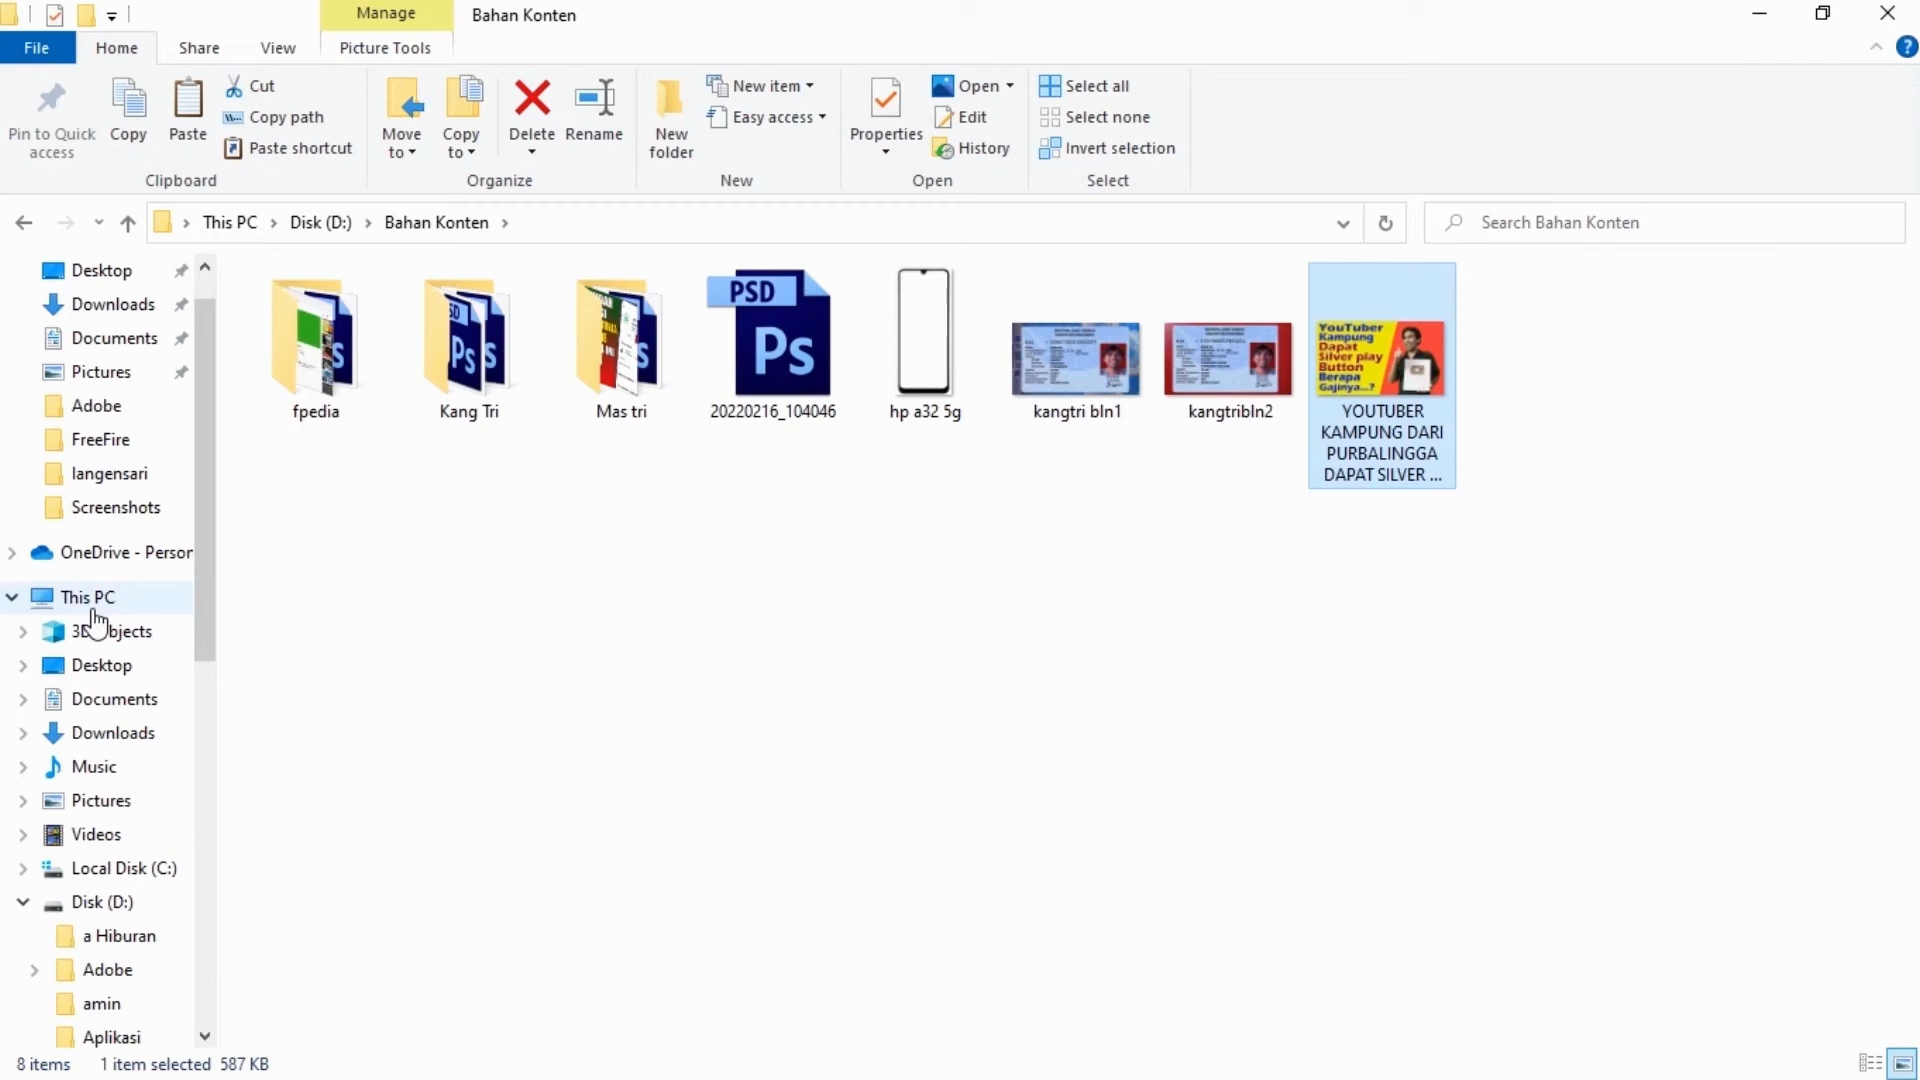 Manage
Bahan Konten
File
Home
Share
View
Picture Tools
Pin to Quick access
Copy
Paste
Cut
Copy path
Paste shortcut
Clipboard
Move to
Copy to
Delete
Rename
Organize
New folder
New item
Easy access
New
Properties
Open
Edit
History
Open
Select all
Select none
Invert selection
Select
This PC
Disk (D:)
Bahan Konten
Search Bahan Konten
Desktop
Downloads
Documents
Pictures
Adobe
FreeFire
langensari
Screenshots
OneDrive - Person
This PC
3D Objects
Desktop
Documents
Downloads
Music
Pictures
Videos
Local Disk (C:)
Disk (D:)
a Hiburan
Adobe
amin
Aplikasi
fpedia
Kang Tri
Mas tri
PSD
Ps
20220216_104046
hp a32 5g
kangtri bln1
kangtribln2
YouTuber
Kampung
Dapat
Silver play
Button
Berapa
Gajinya...?
YOUTUBER
KAMPUNG DARI
PURBALINGGA
DAPAT SILVER ...
8 items
1 item selected
587 KB